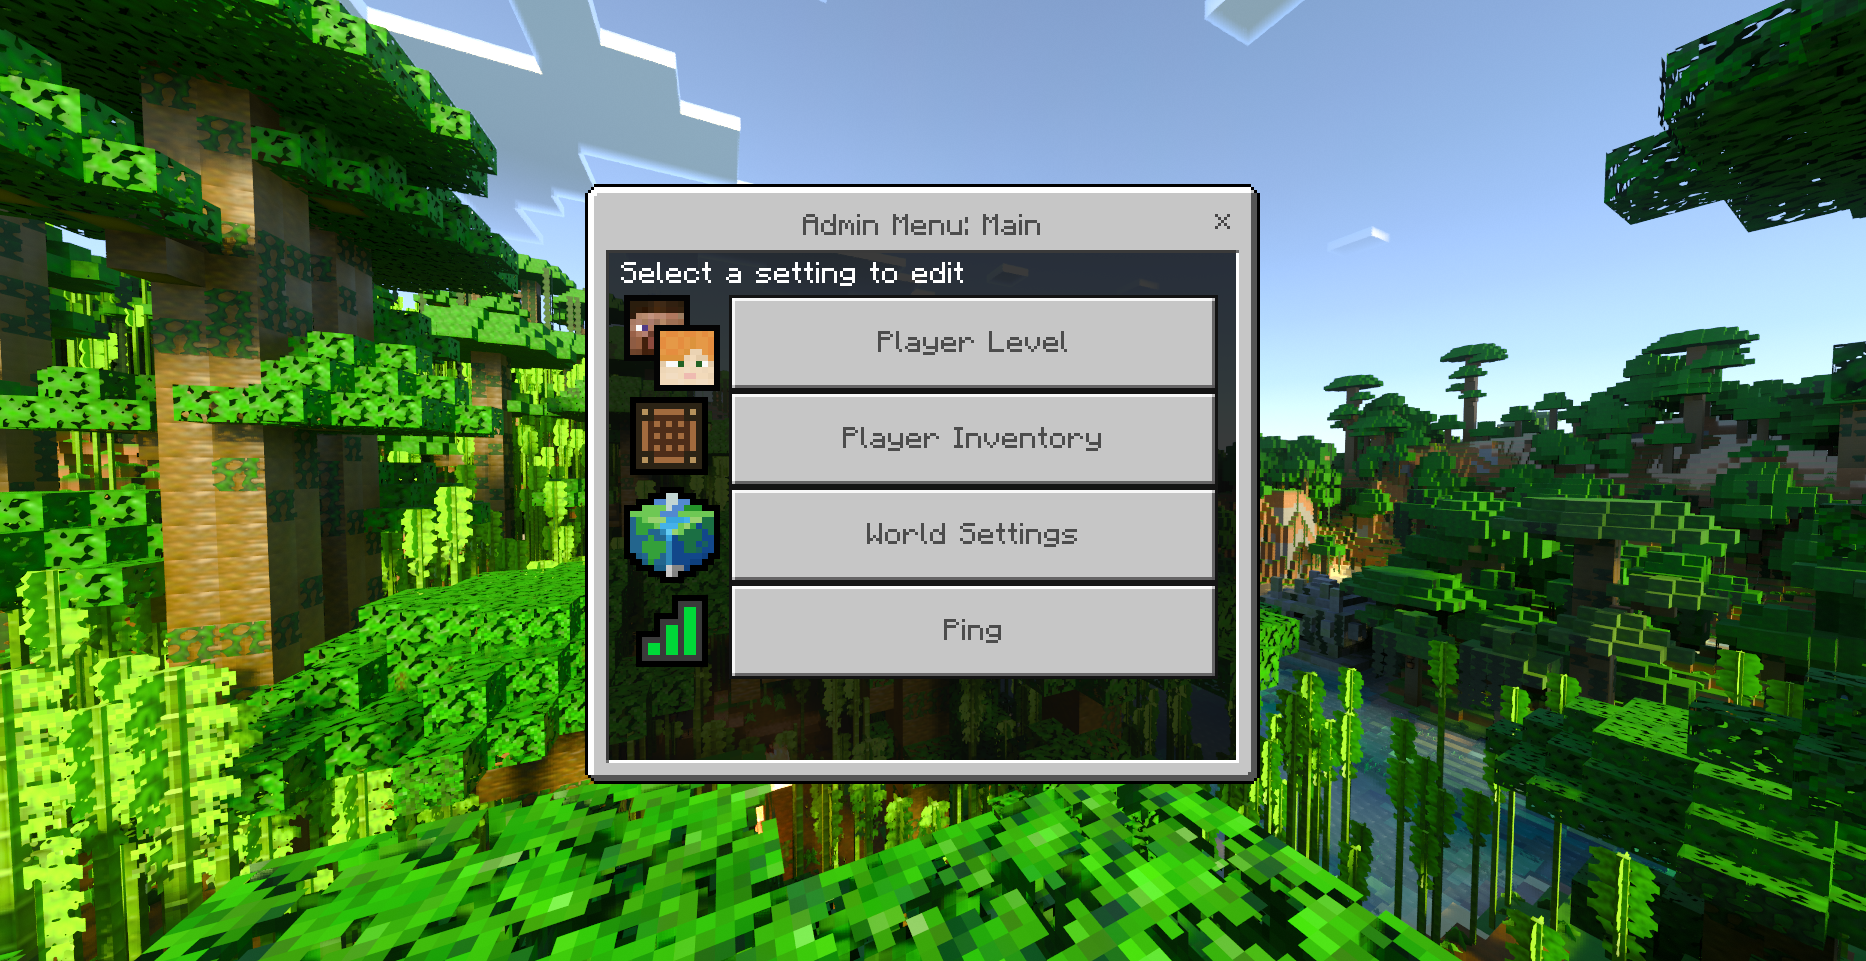 Admin Menu: Main
Select a setting to edit
Player Level
Player Inventory
World Settings
Ping